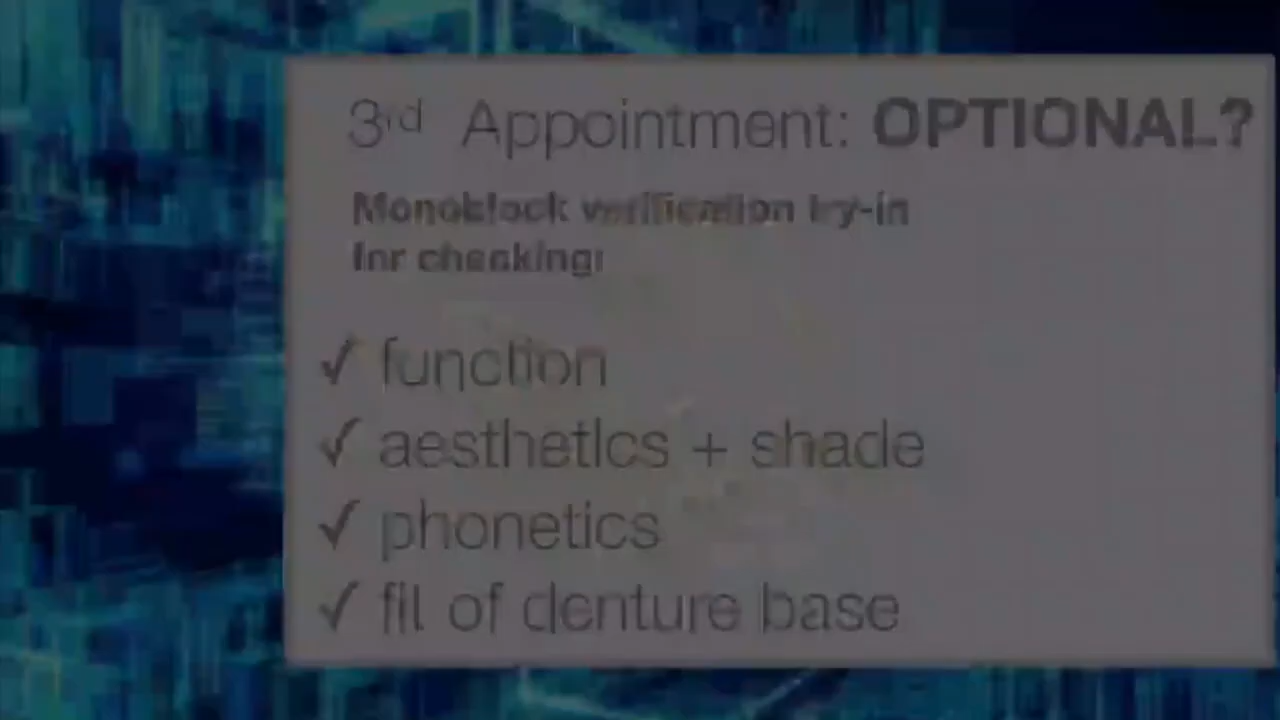 3rd Appointment: OPTIONAL?
Monoblock verification try-in
for checking:
✓ function
✓ aesthetics + shade
✓ phonetics
✓ fit of denture base